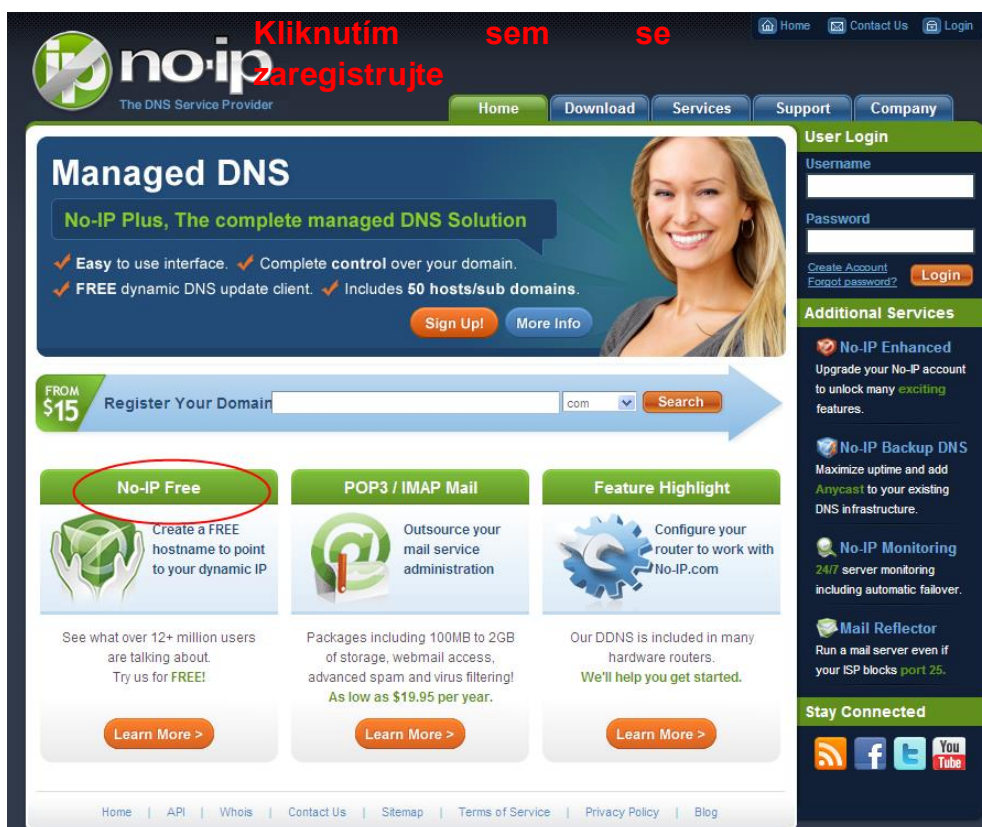 Kliknutím sem se
zaregistrujte
Home Contact Us Login
ip no·ip
The DNS Service Provider
Home Download Services Support Company
Managed DNS
No-IP Plus, The complete managed DNS Solution
Easy to use interface. Complete control over your domain.
FREE dynamic DNS update client. Includes 50 hosts/sub domains.
Sign Up! More Info
User Login
Username
Password
Create Account
Forgot password?
Login
FROM
$15
Register Your Domain
com
Search
No-IP Free
Create a FREE
hostname to point
to your dynamic IP
See what over 12+ million users
are talking about.
Try us for FREE!
Learn More >
POP3 / IMAP Mail
Outsource your
mail service
administration
Packages including 100MB to 2GB
of storage, webmail access,
advanced spam and virus filtering!
As low as $19.95 per year.
Learn More >
Feature Highlight
Configure your
router to work with
No-IP.com
Our DDNS is included in many
hardware routers.
We'll help you get started.
Learn More >
Additional Services
No-IP Enhanced
Upgrade your No-IP account
to unlock many exciting
features.
No-IP Backup DNS
Maximize uptime and add
Anycast to your existing
DNS infrastructure.
No-IP Monitoring
24/7 server monitoring
including automatic failover.
Mail Reflector
Run a mail server even if
your ISP blocks port 25.
Stay Connected
You
Tube
Home | API | Whois | Contact Us | Sitemap | Terms of Service | Privacy Policy | Blog